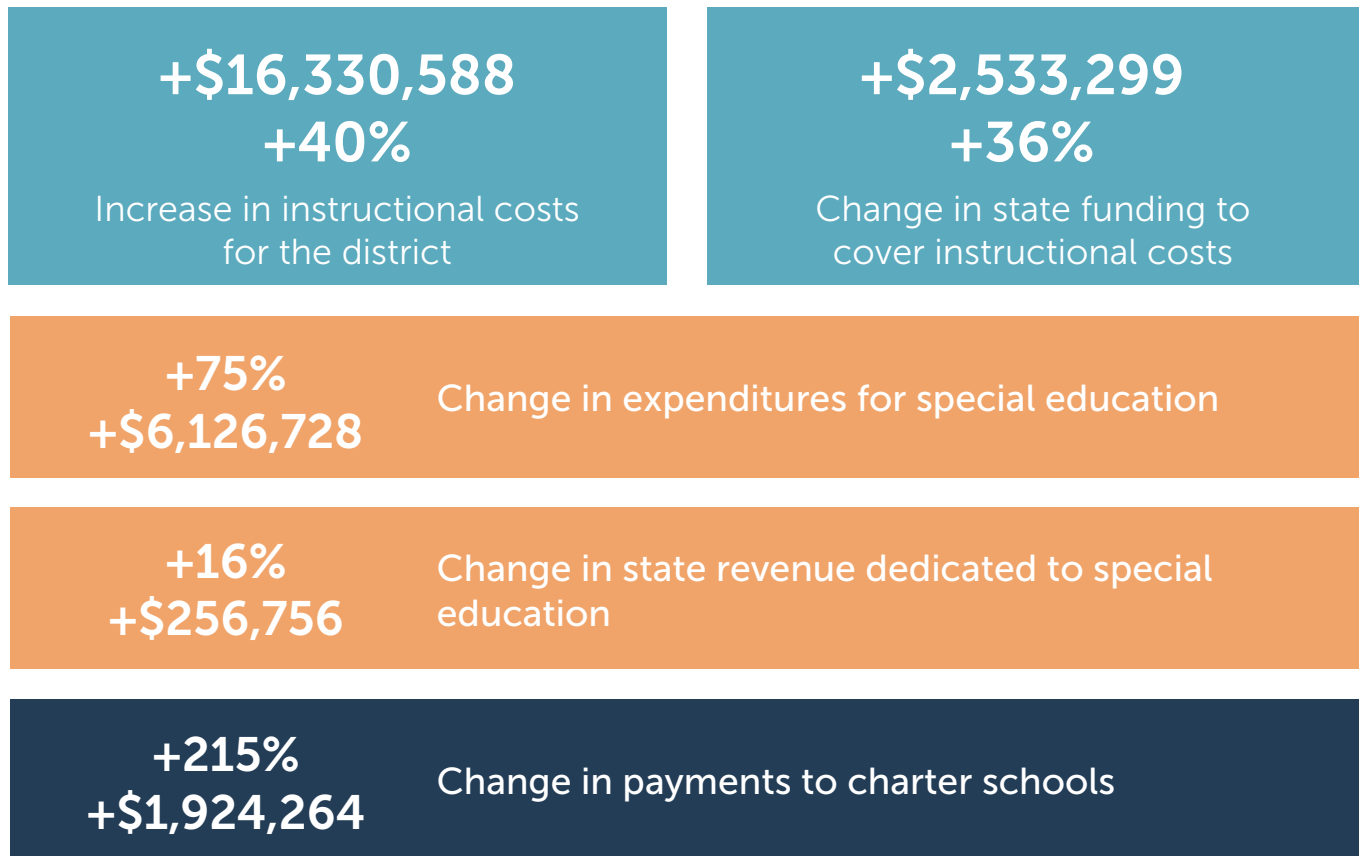 +$16,330,588
+40%
Increase in instructional costs
for the district
+$2,533,299
+36%
Change in state funding to
cover instructional costs
+75%
+$6,126,728
Change in expenditures for special education
+16%
+$256,756
Change in state revenue dedicated to special
education
+215%
+$1,924,264
Change in payments to charter schools